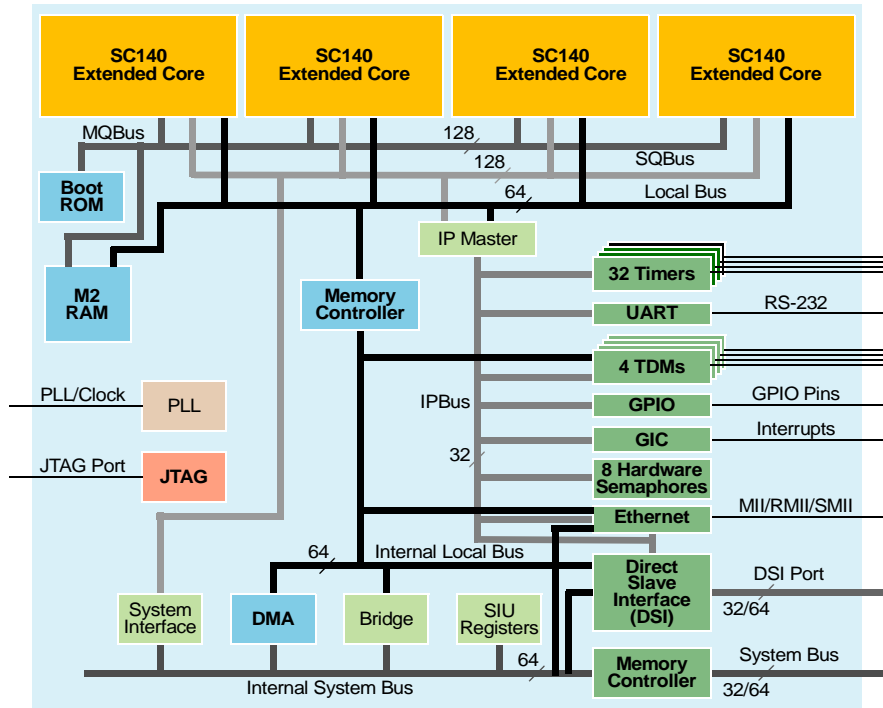 SC140
Extended Core
SC140
Extended Core
SC140
Extended Core
SC140
Extended Core
MQBus
128
128
SQBus
Boot
ROM
64
Local Bus
IP Master
M2
RAM
Memory
Controller
32 Timers
UART
RS-232
4 TDMs
PLL/Clock
PLL
IPBus
GPIO
GPIO Pins
GIC
Interrupts
JTAG Port
JTAG
32
8 Hardware
Semaphores
Ethernet
MII/RMII/SMII
64
Internal Local Bus
Direct
Slave
Interface
(DSI)
DSI Port
32/64
System
Interface
DMA
Bridge
SIU
Registers
64
Internal System Bus
Memory
Controller
System Bus
32/64